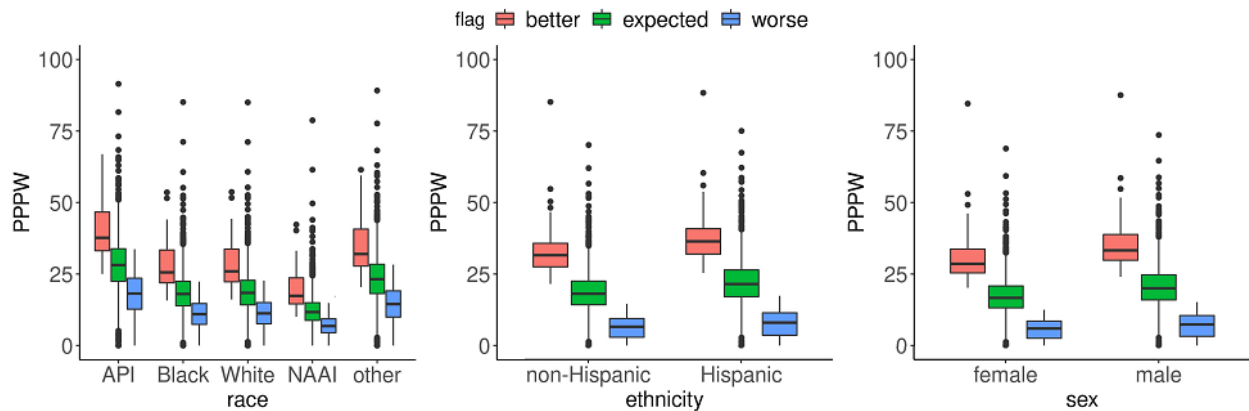 flag better expected worse
PPPW
100
75
50
25
0
API Black White NAAI other
race
PPPW
100
75
50
25
0
non-Hispanic Hispanic
ethnicity
PPPW
100
75
50
25
0
female male
sex